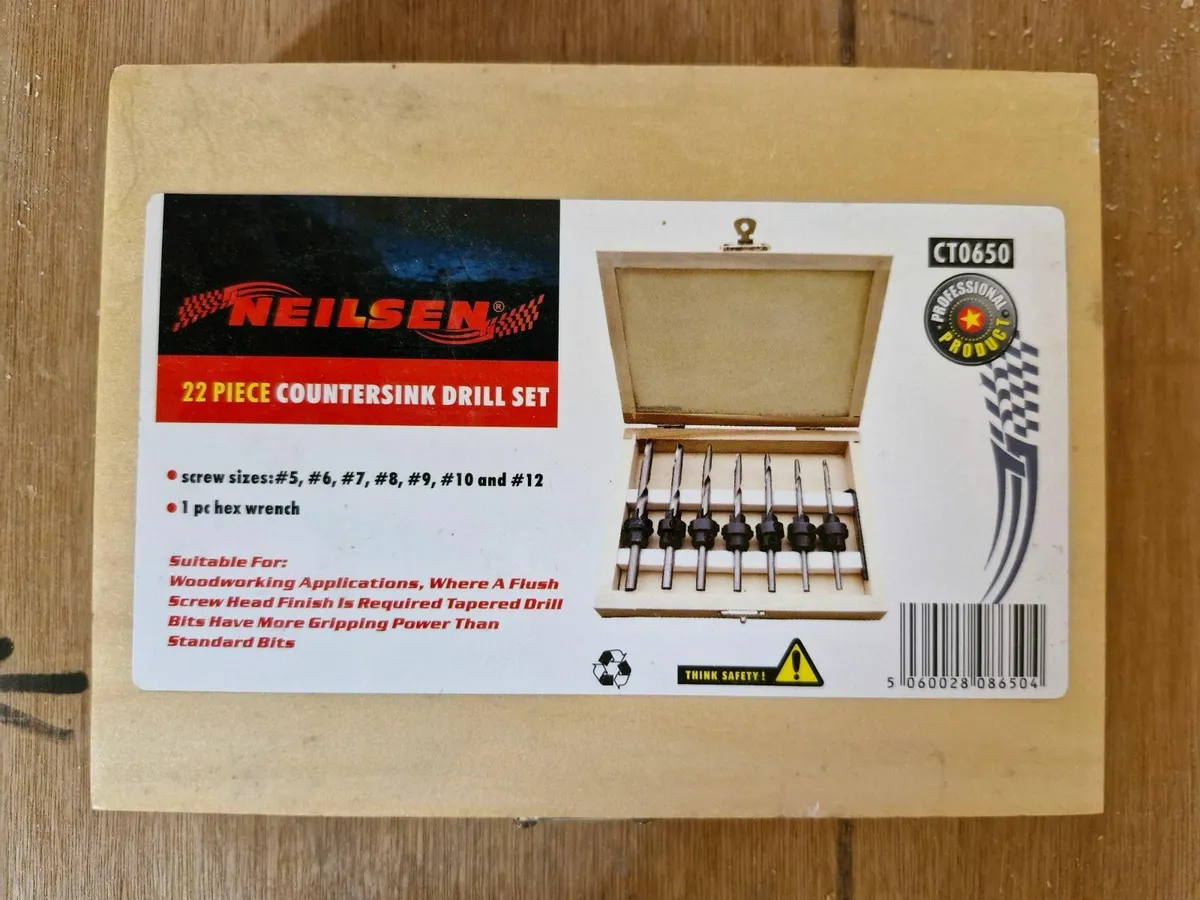 NEILSEN®
22 PIECE COUNTERSINK DRILL SET
• screw sizes:#5, #6, #7, #8, #9, #10 and #12
• 1 pc hex wrench
Suitable For:
Woodworking Applications, Where A Flush
Screw Head Finish Is Required Tapered Drill
Bits Have More Gripping Power Than
Standard Bits
CT0650
PROFESSIONAL
PRODUCT
THINK SAFETY !
5 060028 086504